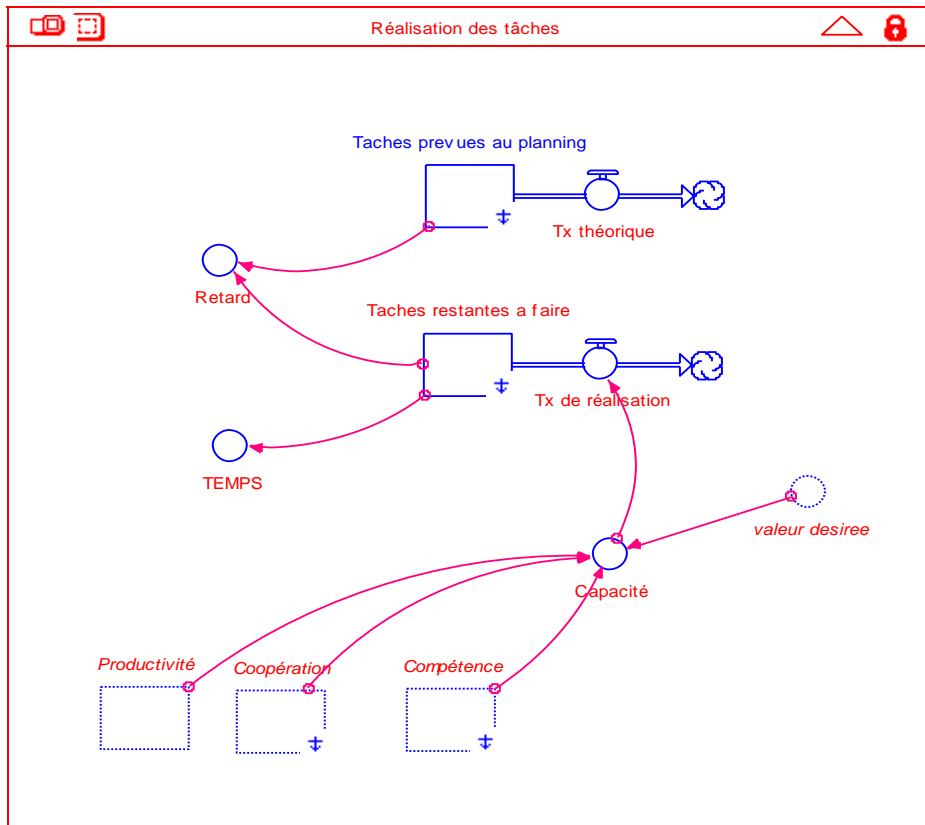 Réalisation des tâches
Taches prevues au planning
Tx théorique
Retard
Taches restantes a faire
Tx de réalisation
TEMPS
valeur desiree
Capacité
Productivité
Coopération
Compétence